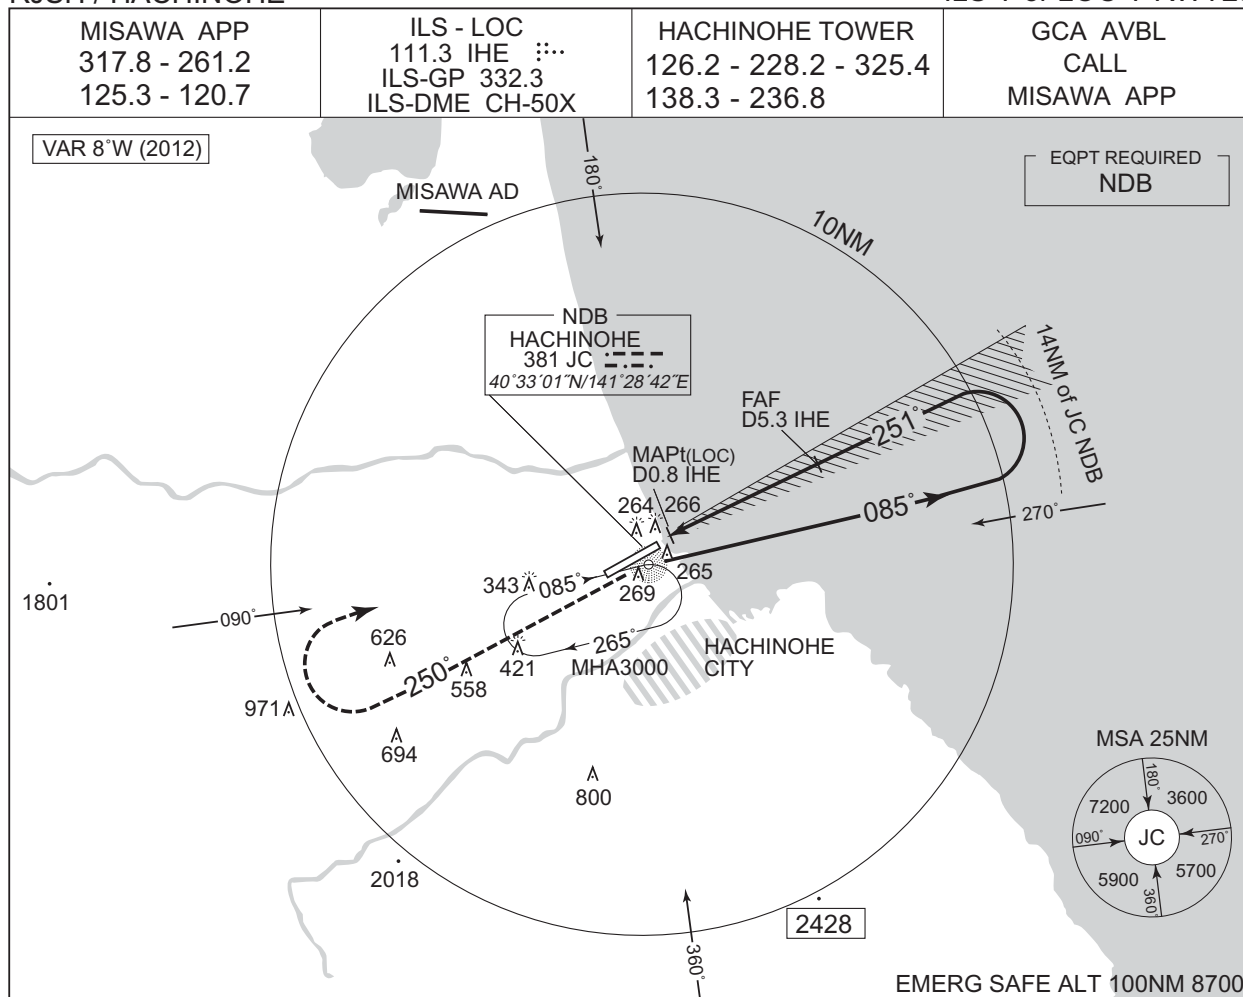 MISAWA APP
317.8 - 261.2
125.3 - 120.7
ILS - LOC
111.3 IHE
ILS-GP 332.3
ILS-DME CH-50X
HACHINOHE TOWER
126.2 - 228.2 - 325.4
138.3 - 236.8
GCA AVBL
CALL
MISAWA APP
VAR 8°W (2012)
EQPT REQUIRED
NDB
MISAWA AD
180°
10NM
NDB
HACHINOHE
381 JC
40°33´01˝N/141°28´42˝E
14NM of JC NDB
FAF
D5.3 IHE
251°
MAPt(LOC)
D0.8 IHE
264
266
085°
270°
343
085°
269
265
1801
090°
626
265°
421
MHA3000
HACHINOHE
CITY
250°
558
971
694
800
2018
2428
360°
MSA 25NM
180°
7200
3600
090°
JC
270°
5900
5700
360°
EMERG SAFE ALT 100NM 8700